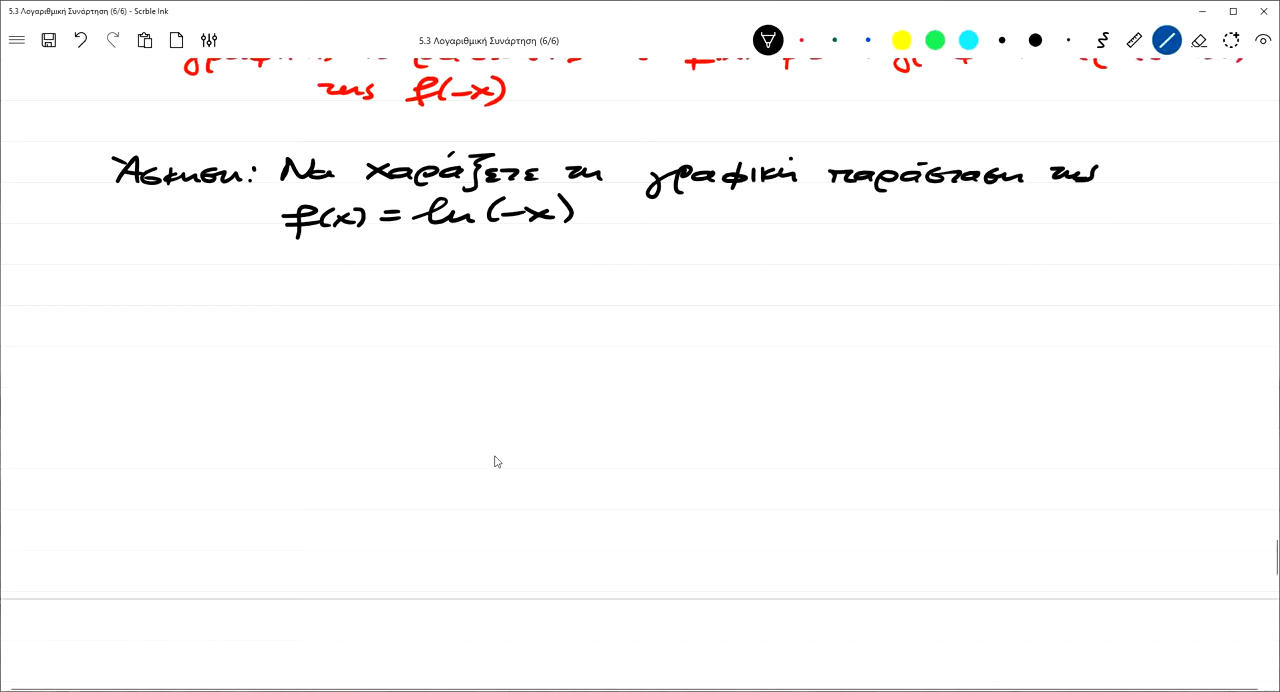 5.3 Λογαριθμική Συνάρτηση (6/6) - Scrble Ink
5.3 Λογαριθμική Συνάρτηση (6/6)
της f(-x)
Άσκηση: Να χαράξετε τη γραφική παράσταση της
f(x) = ln(-x)